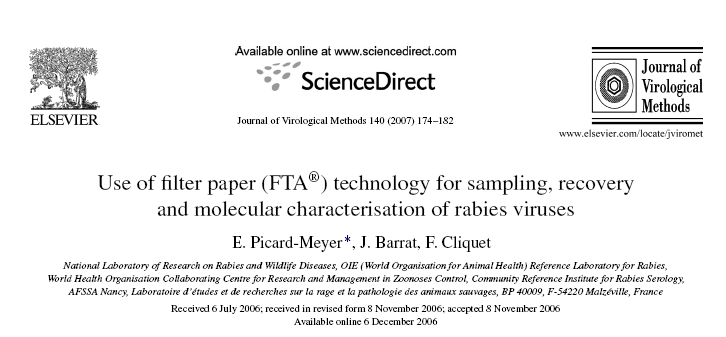 Available online at www.sciencedirect.com
ScienceDirect
ELSEVIER
Journal of Virological Methods 140 (2007) 174–182
Journal of
Virological
Methods
www.elsevier.com/locate/jviromet
Use of filter paper (FTA®) technology for sampling, recovery
and molecular characterisation of rabies viruses
E. Picard-Meyer*, J. Barrat, F. Cliquet
National Laboratory of Research on Rabies and Wildlife Diseases, OIE (World Organisation for Animal Health) Reference Laboratory for Rabies,
World Health Organisation Collaborating Centre for Research and Management in Zoonoses Control, Community Reference Institute for Rabies Serology,
AFSSA Nancy, Laboratoire d'études et de recherches sur la rage et la pathologie des animaux sauvages, BP 40009, F-54220 Malzéville, France
Received 6 July 2006; received in revised form 8 November 2006; accepted 8 November 2006
Available online 6 December 2006